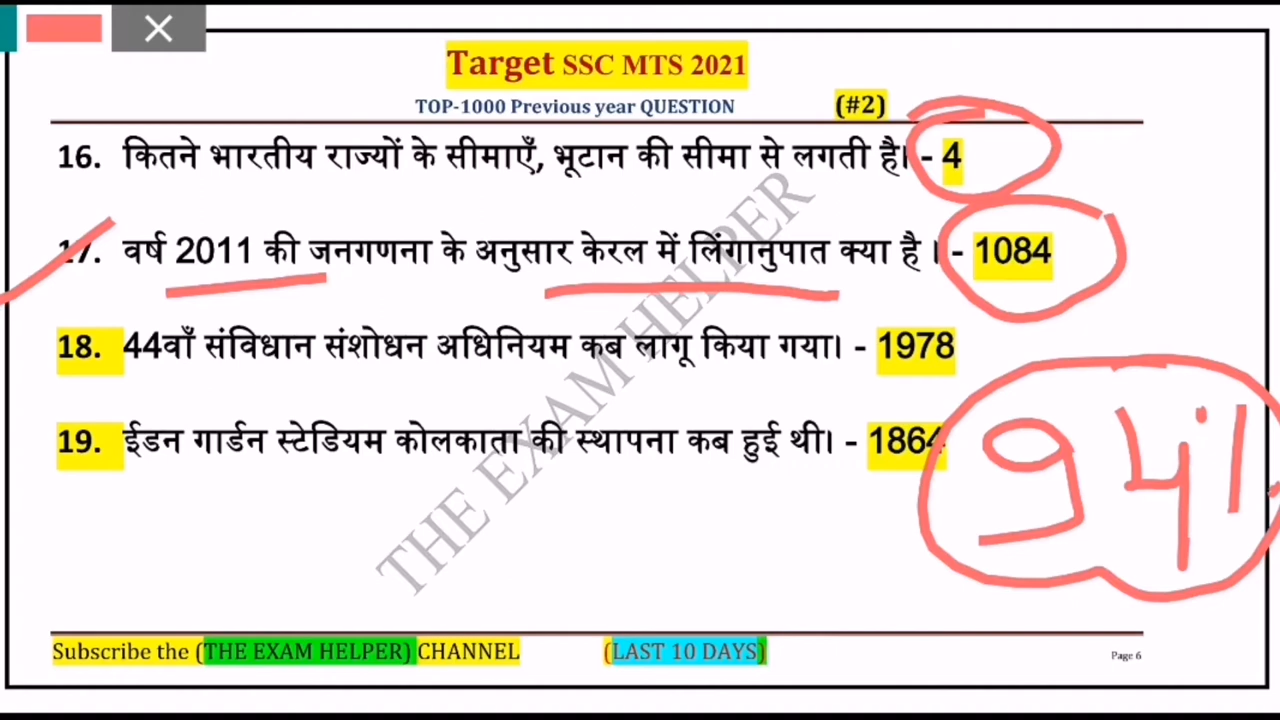 Target SSC MTS 2021
TOP-1000 Previous year QUESTION (#2)
16. कितने भारतीय राज्यों के सीमाएँ, भूटान की सीमा से लगती है। - 4
17. वर्ष 2011 की जनगणना के अनुसार केरल में लिंगानुपात क्या है । - 1084
18. 44वाँ संविधान संशोधन अधिनियम कब लागू किया गया। - 1978
19. ईडन गार्डन स्टेडियम कोलकाता की स्थापना कब हुई थी। - 1864
THE EXAM HELPER
Subscribe the (THE EXAM HELPER) CHANNEL (LAST 10 DAYS)
Page 6